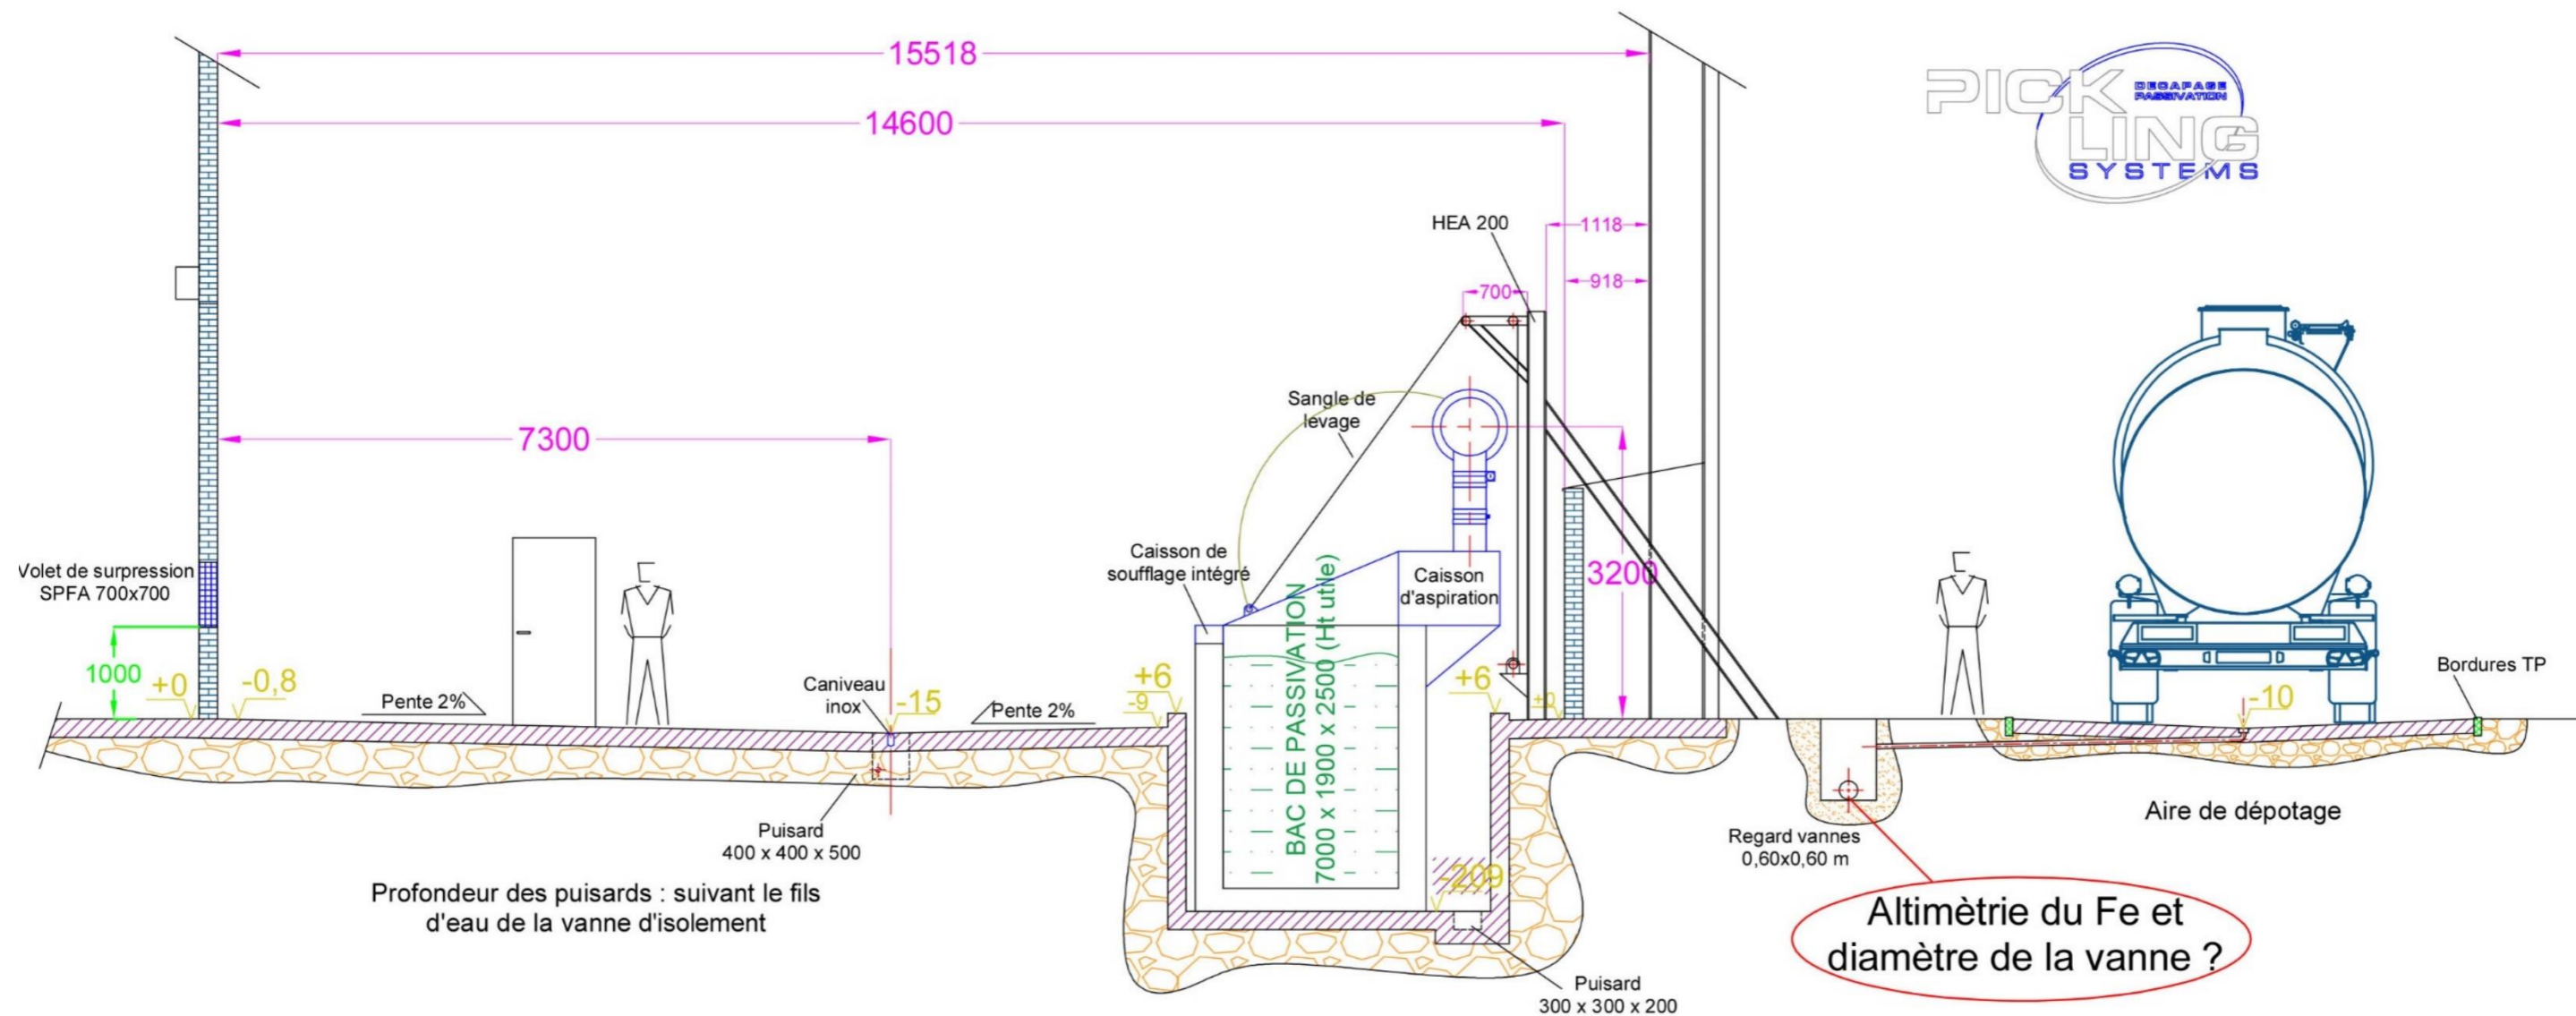 15518
14600
PICK
DECAPAGE
PASSIVATION
LING
SYSTEMS
HEA 200
1118
918
700
Sangle de
levage
7300
Caisson de
soufflage intégré
Caisson
d'aspiration
3200
Volet de surpression
SPFA 700x700
1000
+0
-0,8
Pente 2%
Caniveau
inox
-15
Pente 2%
+6
-9
BAC DE PASSIVATION
7000 x 1900 x 2500 (Ht utile)
+6
+0
-10
Bordures TP
Puisard
400 x 400 x 500
-209
Aire de dépotage
Regard vannes
0,60x0,60 m
Profondeur des puisards : suivant le fils
d'eau de la vanne d'isolement
Altimètrie du Fe et
diamètre de la vanne ?
Puisard
300 x 300 x 200